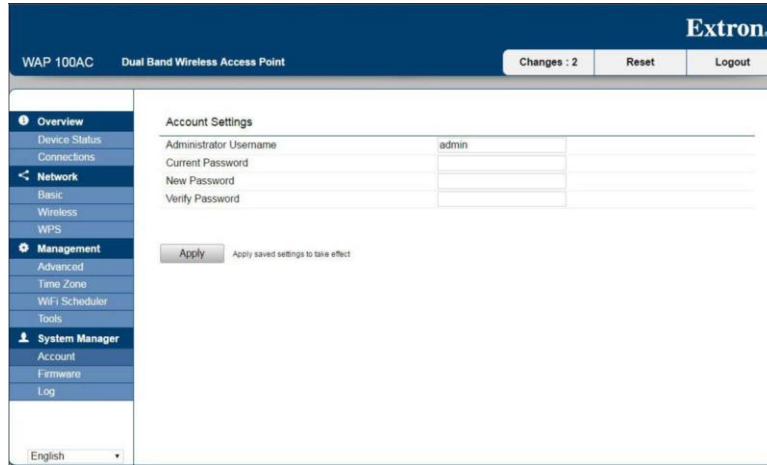 Extron
WAP 100AC Dual Band Wireless Access Point Changes : 2 Reset Logout
Overview
Device Status
Connections
Network
Basic
Wireless
WPS
Management
Advanced
Time Zone
WiFi Scheduler
Tools
System Manager
Account
Firmware
Log
English
Account Settings
Administrator Username admin
Current Password
New Password
Verify Password
Apply Apply saved settings to take effect